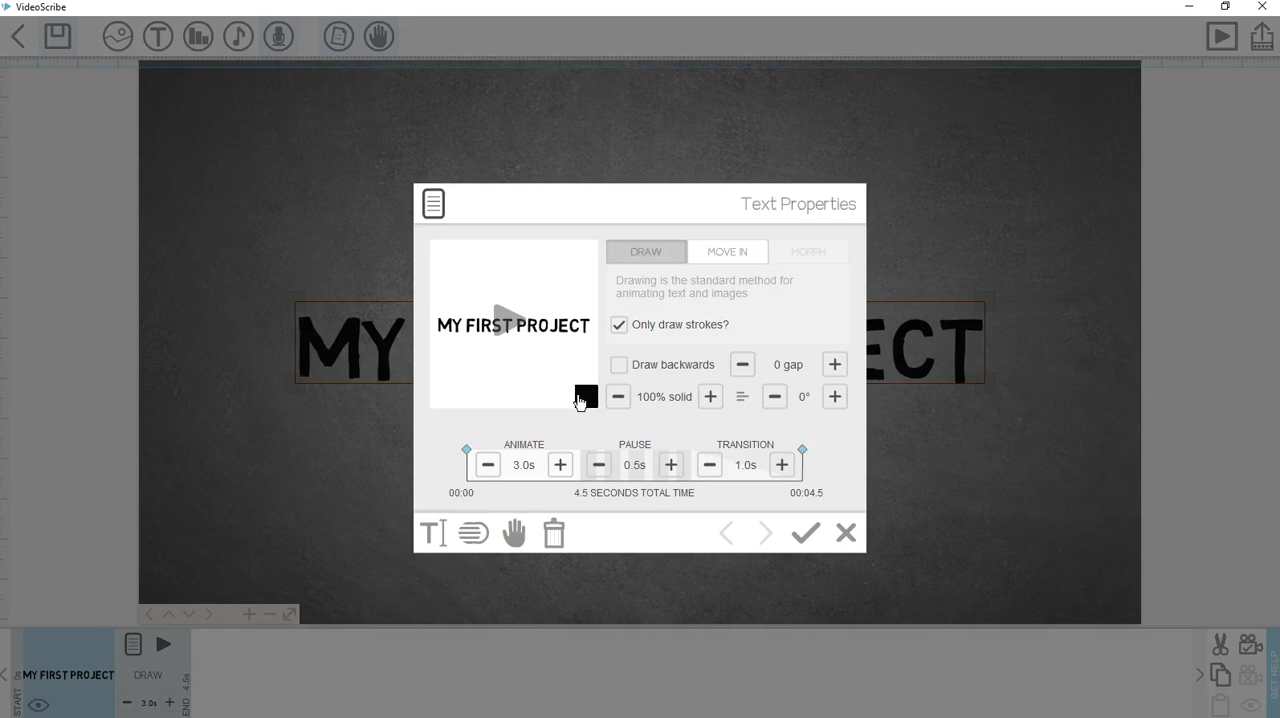 VideoScribe
Text Properties
MY FIRST PROJECT
DRAW MOVE IN MORPH
Drawing is the standard method for
animating text and images
Only draw strokes?
Draw backwards 0 gap
100% solid 0°
MY ECT
ANIMATE PAUSE TRANSITION
3.0s 0.5s 1.0s
00:00 4.5 SECONDS TOTAL TIME 00:04.5
T
START 0s
MY FIRST PROJECT
DRAW
3.0s
END 4.5s
GET HELP